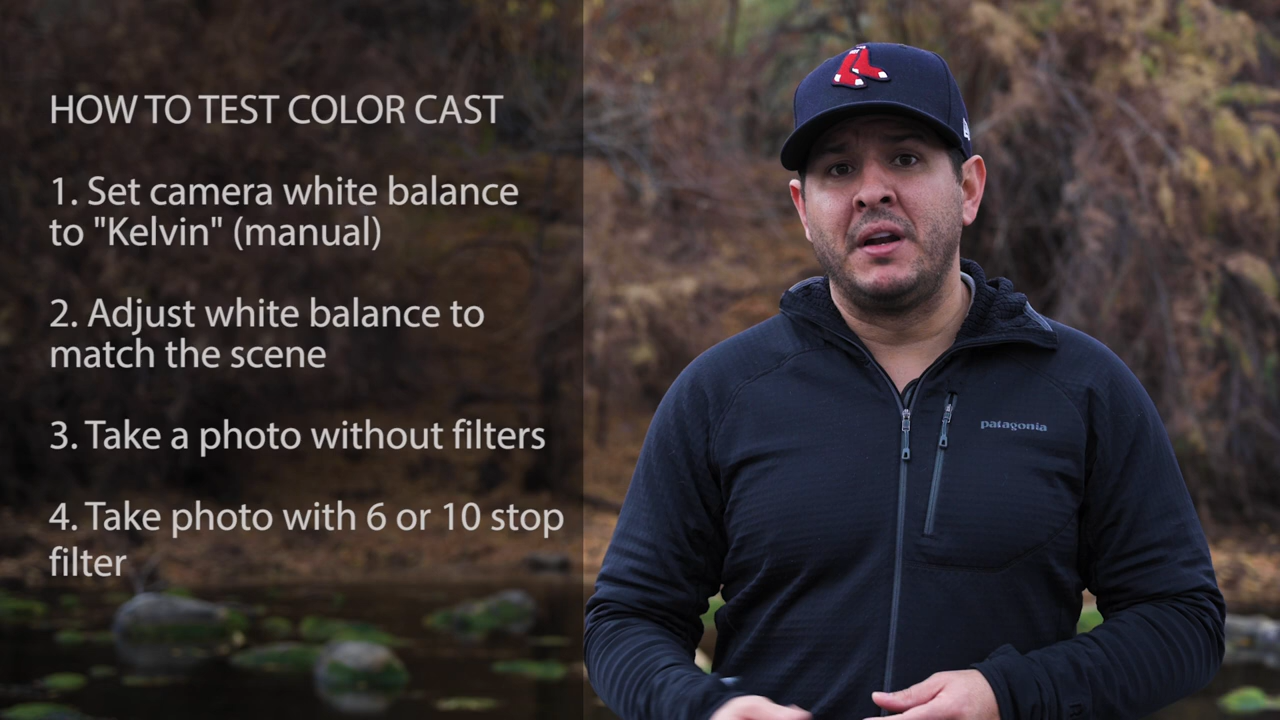 HOW TO TEST COLOR CAST
1. Set camera white balance
to "Kelvin" (manual)
2. Adjust white balance to
match the scene
3. Take a photo without filters
4. Take photo with 6 or 10 stop
filter
patagonia